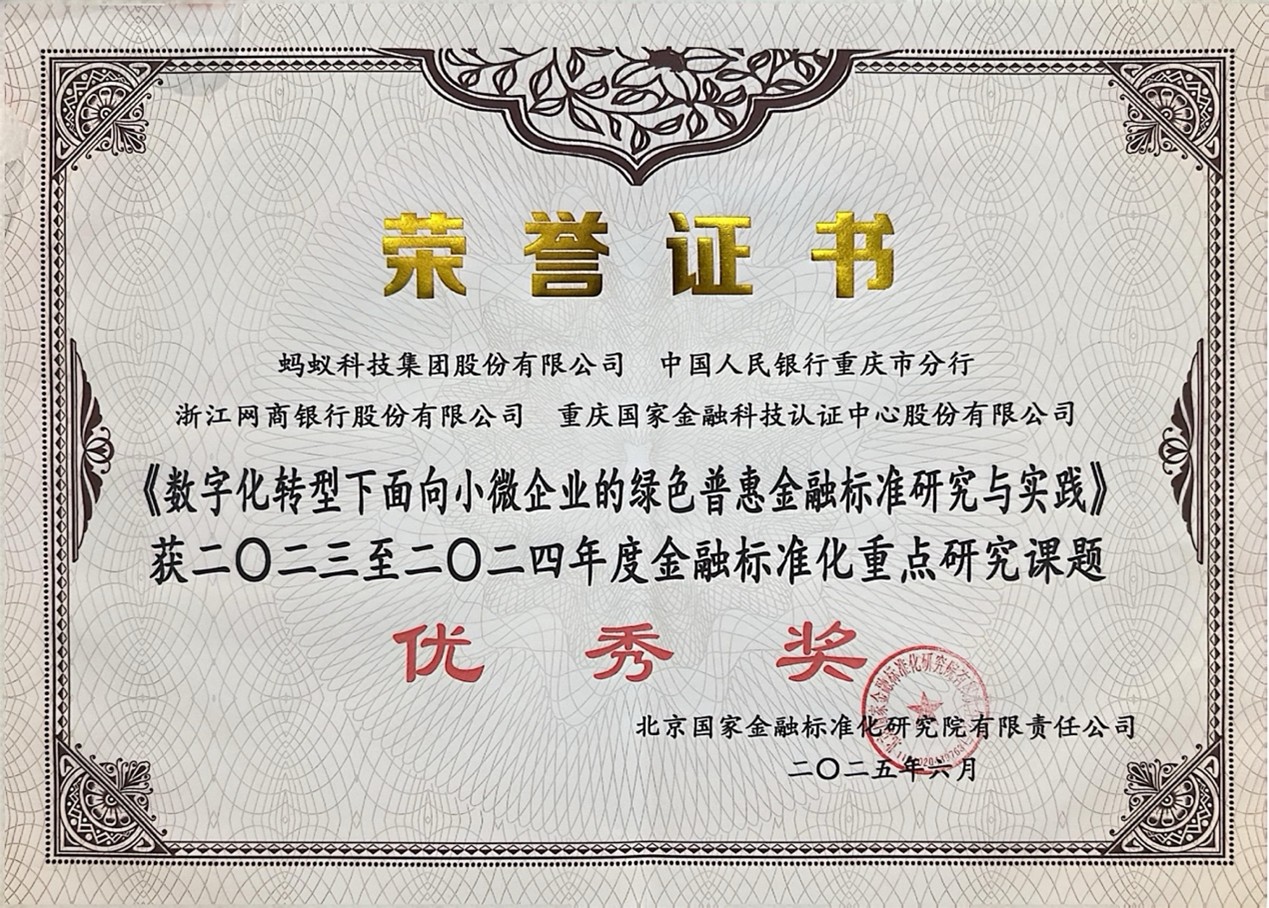 荣誉证书
蚂蚁科技集团股份有限公司 中国人民银行重庆市分行
浙江网商银行股份有限公司 重庆国家金融科技认证中心股份有限公司
《数字化转型下面向小微企业的绿色普惠金融标准研究与实践》
获二〇二三至二〇二四年度金融标准化重点研究课题
优秀奖
北京国家金融标准化研究院有限责任公司
二〇二五年六月